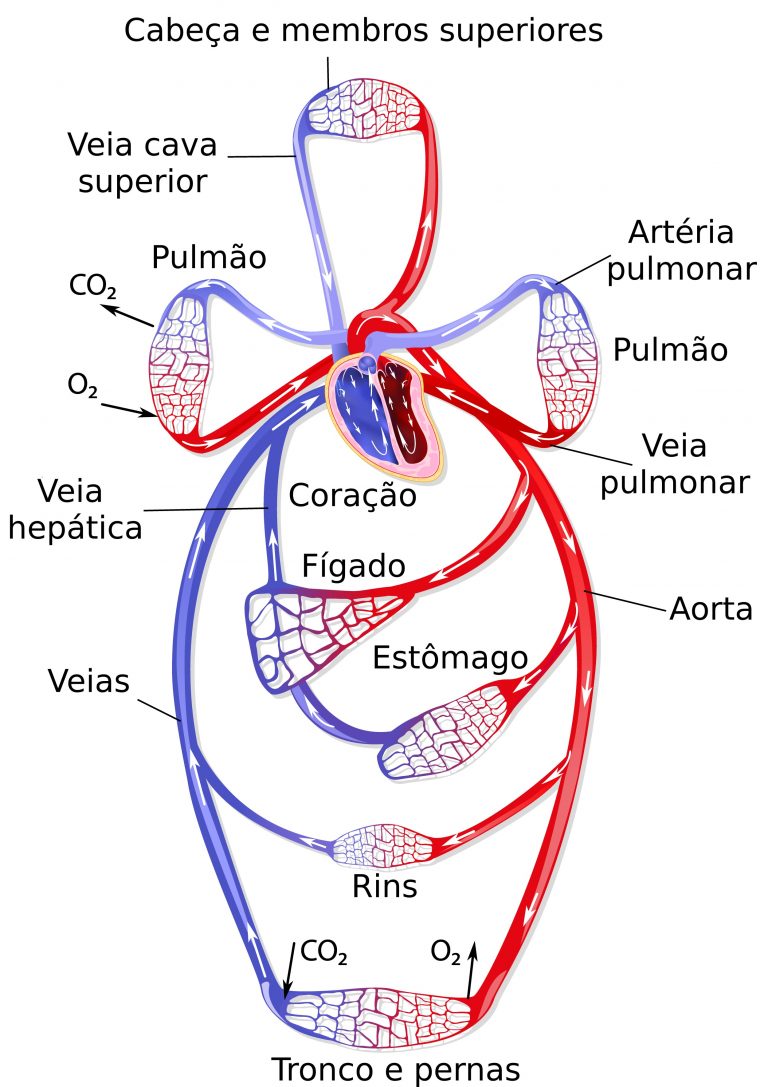 Cabeça e membros superiores
Veia cava
superior
Pulmão
CO₂
O₂
Artéria
pulmonar
Pulmão
Veia
pulmonar
Veia
hepática
Coração
Fígado
Aorta
Estômago
Veias
Rins
CO₂
O₂
Tronco e pernas